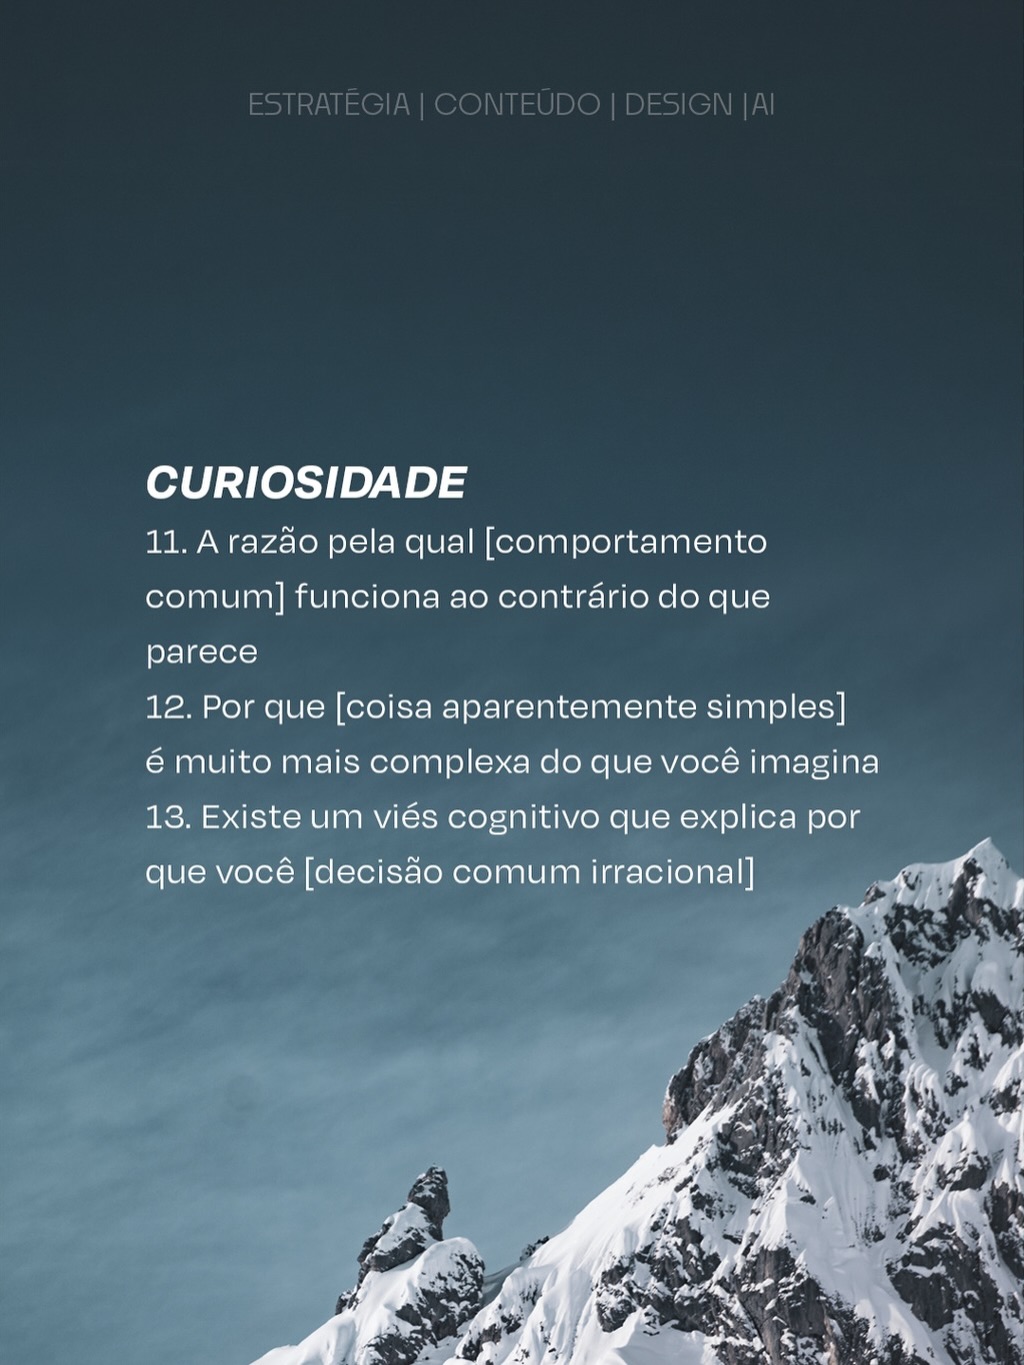 ESTRATÉGIA | CONTEÚDO | DESIGN |AI
CURIOSIDADE
11. A razão pela qual [comportamento
comum] funciona ao contrário do que
parece
12. Por que [coisa aparentemente simples]
é muito mais complexa do que você imagina
13. Existe um viés cognitivo que explica por
que você [decisão comum irracional]